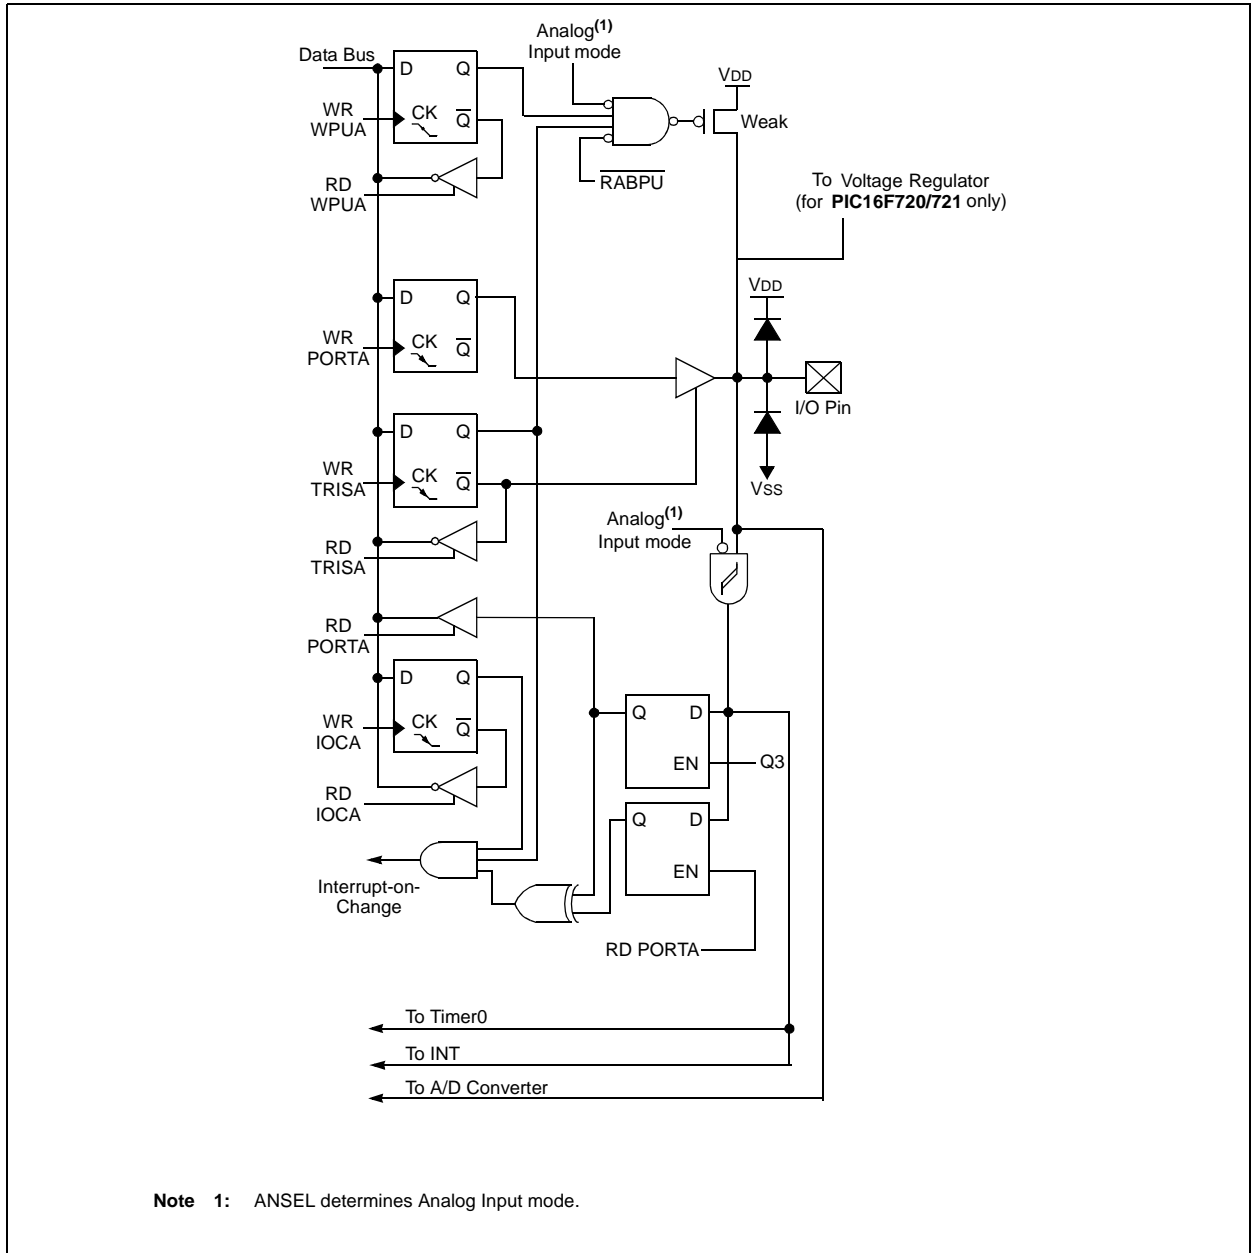 Analog(1)
Input mode
Data Bus
D Q
VDD
WR
WPUA
CK Q
Weak
RD
WPUA
RABPU
To Voltage Regulator
(for PIC16F720/721 only)
D Q
VDD
WR
PORTA
CK Q
I/O Pin
D Q
WR
TRISA
CK Q
VSS
Analog(1)
Input mode
RD
TRISA
RD
PORTA
D Q
Q D
WR
IOCA
CK Q
EN
Q3
RD
IOCA
Q D
EN
Interrupt-on-
Change
RD PORTA
To Timer0
To INT
To A/D Converter
Note 1: ANSEL determines Analog Input mode.